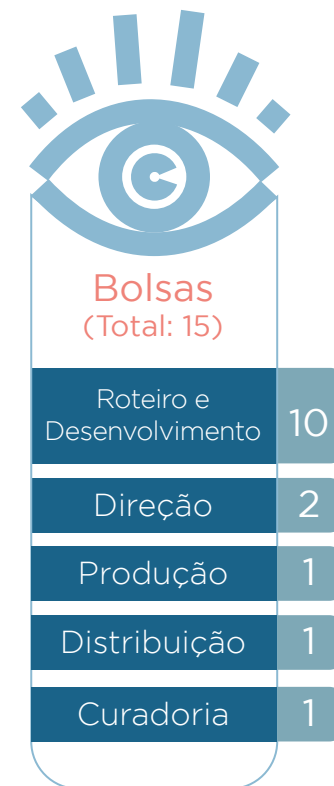 Bolsas
(Total: 15)
Roteiro e
Desenvolvimento
10
Direção
2
Produção
1
Distribuição
1
Curadoria
1